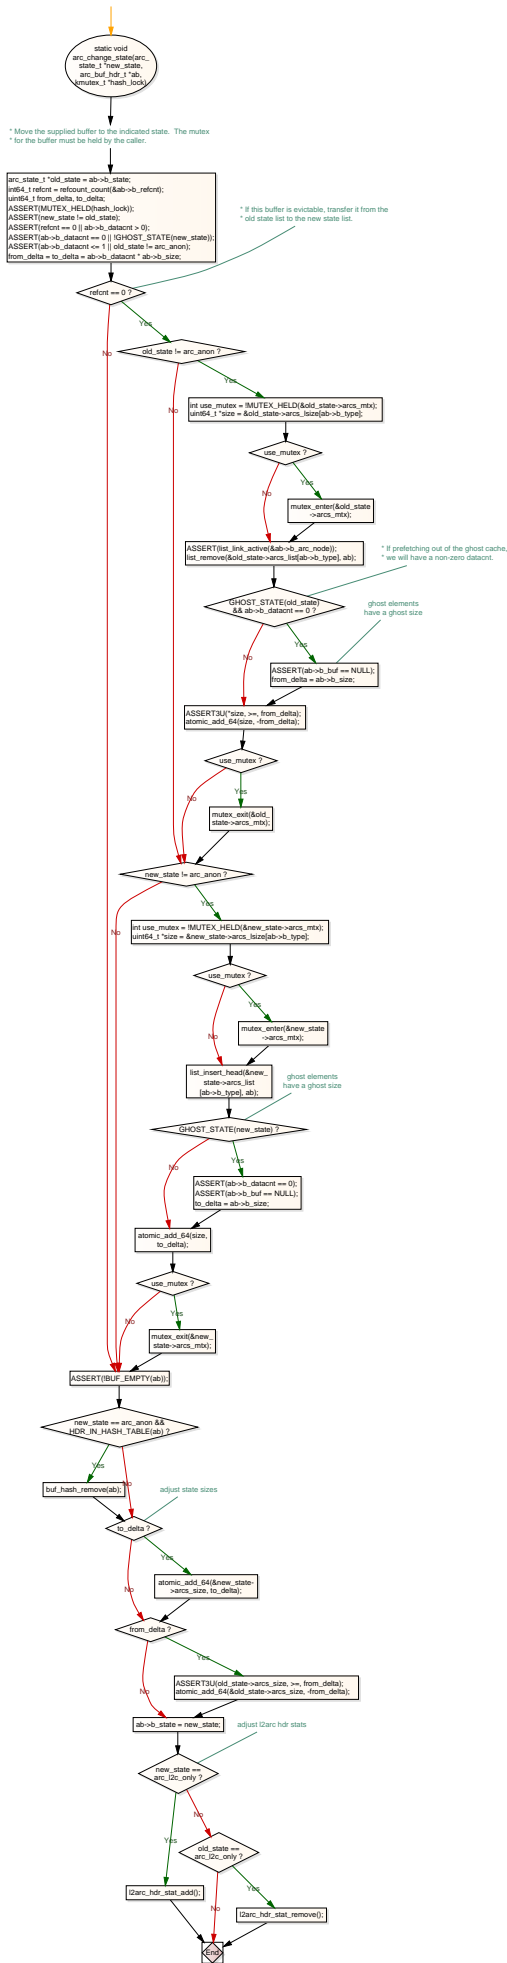 static void
arc_change_state(arc_
state_t *new_state,
arc_buf_hdr_t *ab,
kmutex_t *hash_lock)
* Move the supplied buffer to the indicated state.  The mutex
* for the buffer must be held by the caller.
arc_state_t *old_state = ab->b_state;
int64_t refcnt = refcount_count(&ab->b_refcnt);
uint64_t from_delta, to_delta;
ASSERT(MUTEX_HELD(hash_lock));
ASSERT(new_state != old_state);
ASSERT(refcnt == 0 || ab->b_datacnt > 0);
ASSERT(ab->b_datacnt == 0 || !GHOST_STATE(new_state));
ASSERT(ab->b_datacnt <= 1 || old_state != arc_anon);
from_delta = to_delta = ab->b_datacnt * ab->b_size;
* If this buffer is evictable, transfer it from the
* old state list to the new state list.
refcnt == 0 ?
Yes
No
old_state != arc_anon ?
Yes
No
int use_mutex = !MUTEX_HELD(&old_state->arcs_mtx);
uint64_t *size = &old_state->arcs_lsize[ab->b_type];
use_mutex ?
Yes
No
mutex_enter(&old_state
->arcs_mtx);
ASSERT(list_link_active(&ab->b_arc_node));
list_remove(&old_state->arcs_list[ab->b_type], ab);
* If prefetching out of the ghost cache,
* we will have a non-zero datacnt.
GHOST_STATE(old_state)
&& ab->b_datacnt == 0 ?
ghost elements
have a ghost size
Yes
No
ASSERT(ab->b_buf == NULL);
from_delta = ab->b_size;
ASSERT3U(*size, >=, from_delta);
atomic_add_64(size, -from_delta);
use_mutex ?
Yes
No
mutex_exit(&old_
state->arcs_mtx);
new_state != arc_anon ?
Yes
No
int use_mutex = !MUTEX_HELD(&new_state->arcs_mtx);
uint64_t *size = &new_state->arcs_lsize[ab->b_type];
use_mutex ?
Yes
No
mutex_enter(&new_state
->arcs_mtx);
list_insert_head(&new_
state->arcs_list
[ab->b_type], ab);
ghost elements
have a ghost size
GHOST_STATE(new_state) ?
Yes
No
ASSERT(ab->b_datacnt == 0);
ASSERT(ab->b_buf == NULL);
to_delta = ab->b_size;
atomic_add_64(size,
to_delta);
use_mutex ?
Yes
No
mutex_exit(&new_
state->arcs_mtx);
ASSERT(!BUF_EMPTY(ab));
new_state == arc_anon &&
HDR_IN_HASH_TABLE(ab) ?
Yes
No
buf_hash_remove(ab);
adjust state sizes
to_delta ?
Yes
No
atomic_add_64(&new_state-
>arcs_size, to_delta);
from_delta ?
Yes
No
ASSERT3U(old_state->arcs_size, >=, from_delta);
atomic_add_64(&old_state->arcs_size, -from_delta);
ab->b_state = new_state;
adjust l2arc hdr stats
new_state ==
arc_l2c_only ?
No
Yes
old_state ==
arc_l2c_only ?
Yes
No
l2arc_hdr_stat_add();
l2arc_hdr_stat_remove();
End